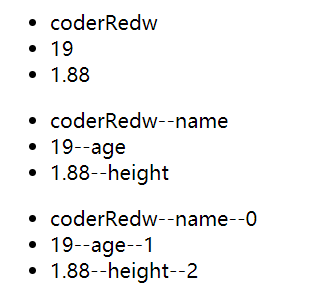 coderRedw
19
1.88
coderRedw--name
19--age
1.88--height
coderRedw--name--0
19--age--1
1.88--height--2